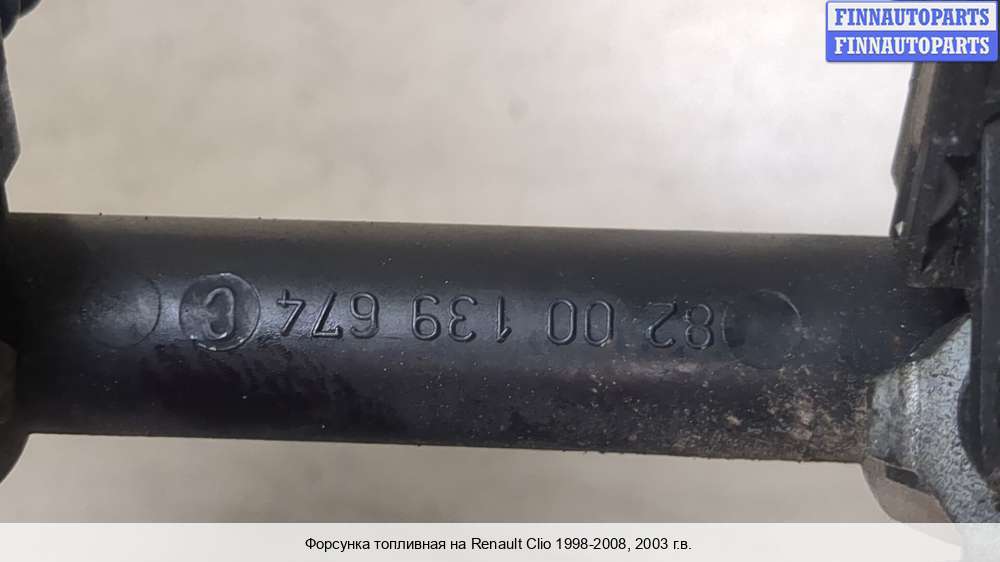 FINNAUTOPARTS
FINNAUTOPARTS
82 00 139 674 C
Форсунка топливная на Renault Clio 1998-2008, 2003 г.в.